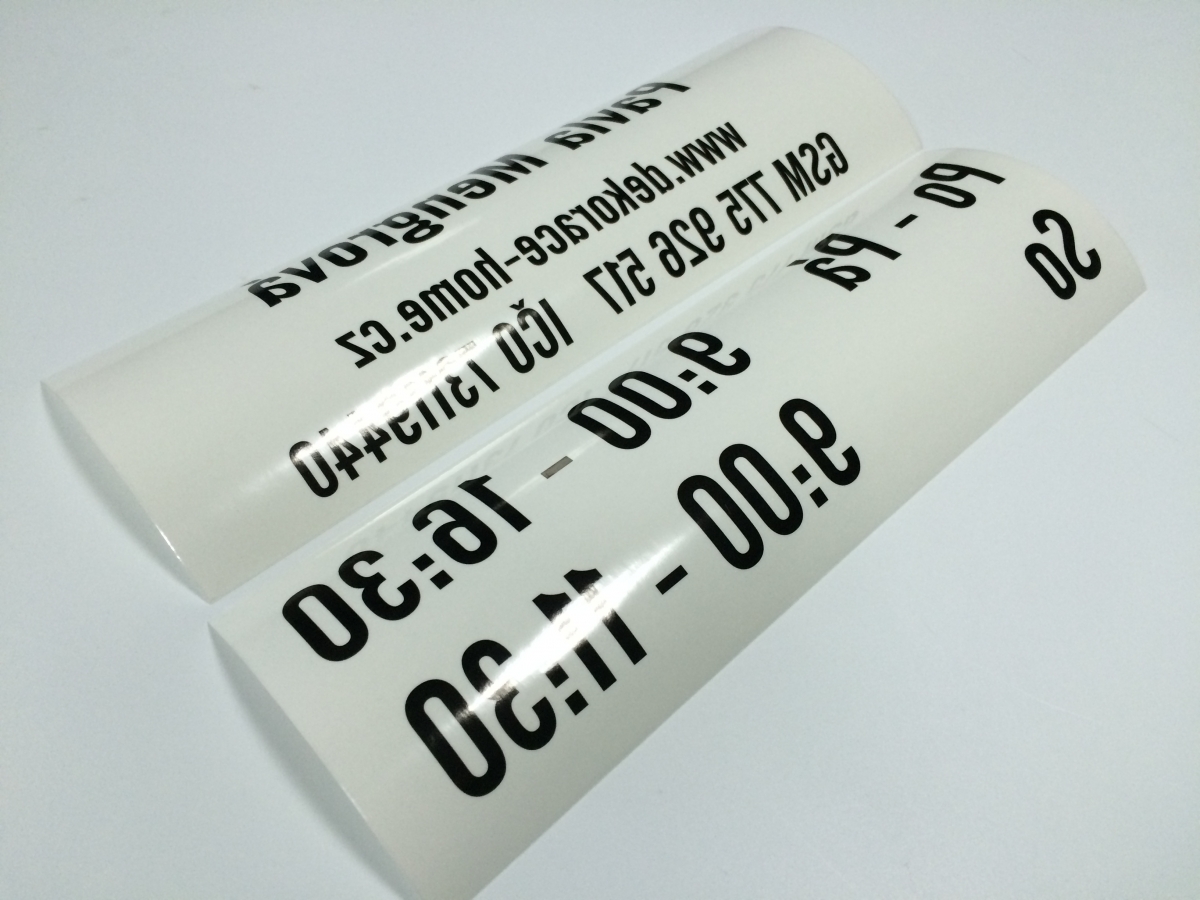 Pavla Mengrová
www.dekorace-home.cz
GSM 775 926 517 IČO 73119440
Po - Pá 9:00 - 16:30
So 9:00 - 11:30